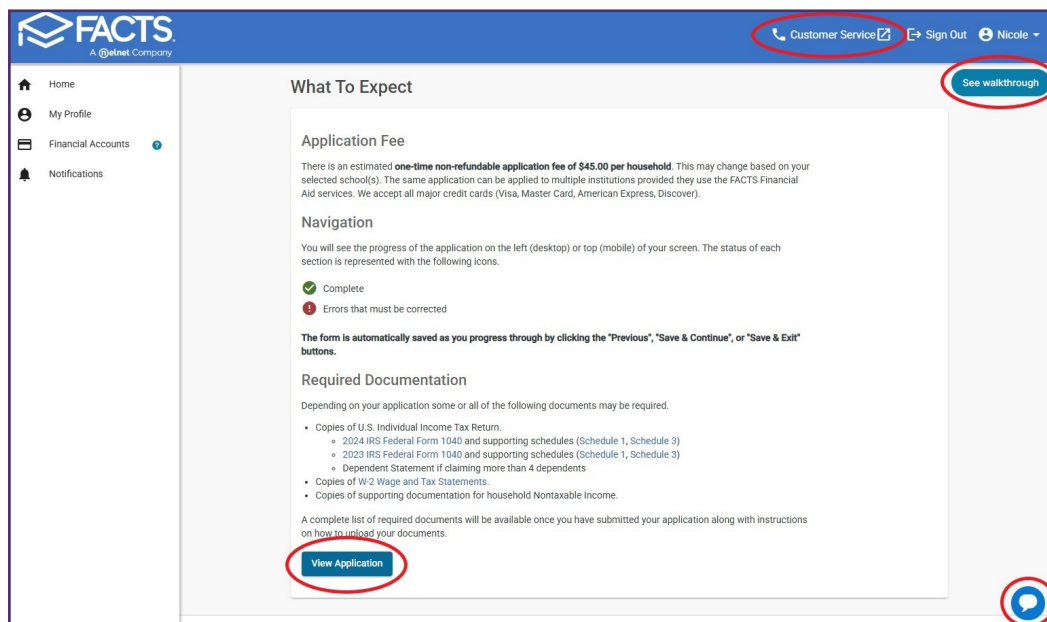 FACTS
A nelnet Company
Customer Service
Sign Out
Nicole
Home
My Profile
Financial Accounts
?
Notifications
What To Expect
See walkthrough
Application Fee
There is an estimated one-time non-refundable application fee of $45.00 per household. This may change based on your
selected school(s). The same application can be applied to multiple institutions provided they use the FACTS Financial
Aid services. We accept all major credit cards (Visa, Master Card, American Express, Discover).
Navigation
You will see the progress of the application on the left (desktop) or top (mobile) of your screen. The status of each
section is represented with the following icons.
Complete
! Errors that must be corrected
The form is automatically saved as you progress through by clicking the "Previous", "Save & Continue", or "Save & Exit"
buttons.
Required Documentation
Depending on your application some or all of the following documents may be required.
• Copies of U.S. Individual Income Tax Return.
◦ 2024 IRS Federal Form 1040 and supporting schedules (Schedule 1, Schedule 3)
◦ 2023 IRS Federal Form 1040 and supporting schedules (Schedule 1, Schedule 3)
◦ Dependent Statement if claiming more than 4 dependents
• Copies of W-2 Wage and Tax Statements.
• Copies of supporting documentation for household Nontaxable Income.
A complete list of required documents will be available once you have submitted your application along with instructions
on how to upload your documents.
View Application